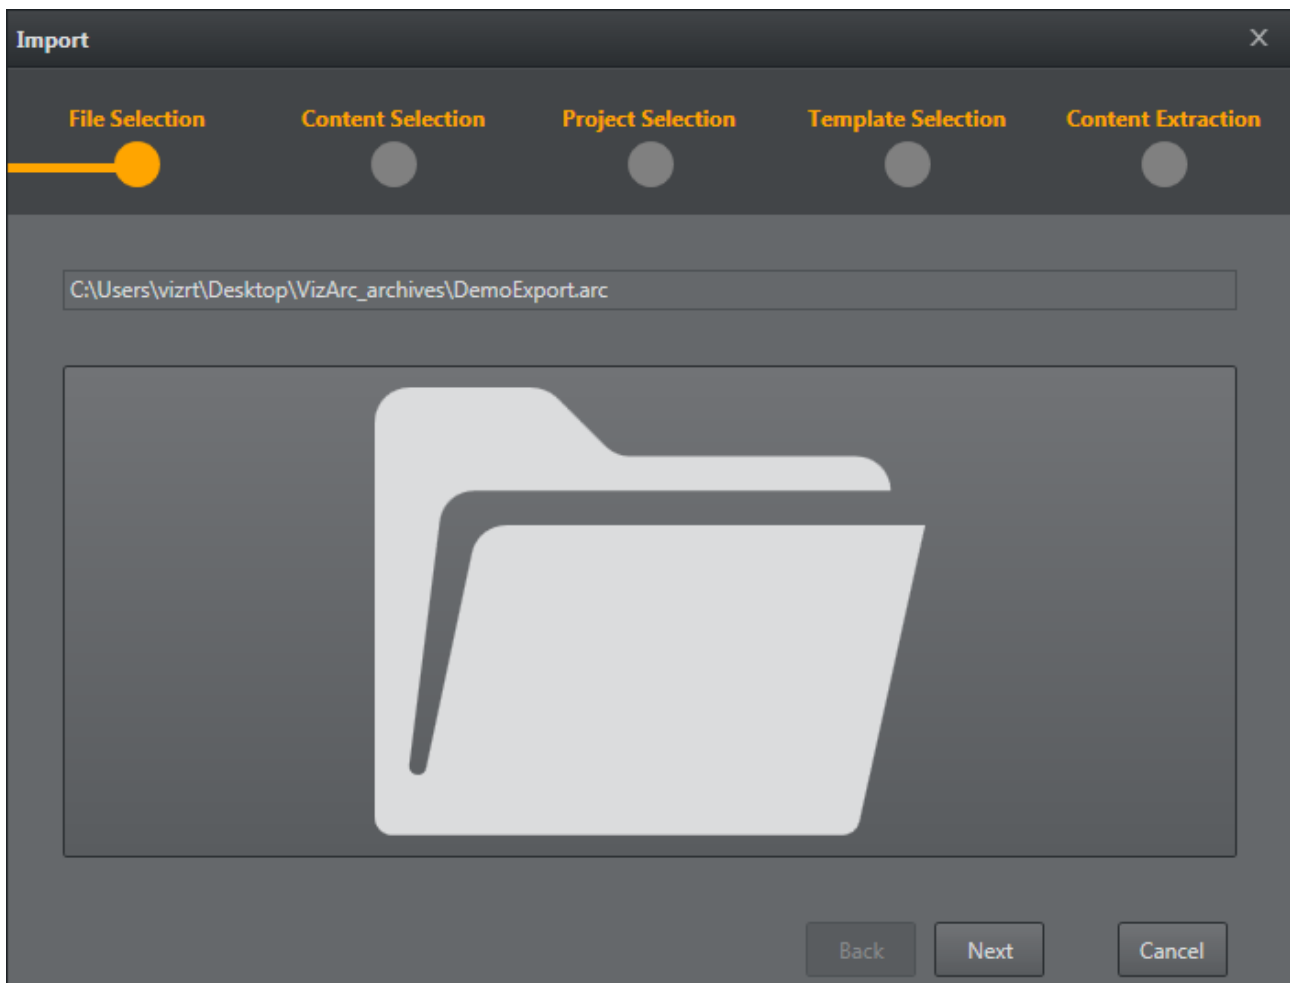 Import X
File Selection Content Selection Project Selection Template Selection Content Extraction
C:\Users\vizrt\Desktop\VizArc_archives\DemoExport.arc
Back Next Cancel